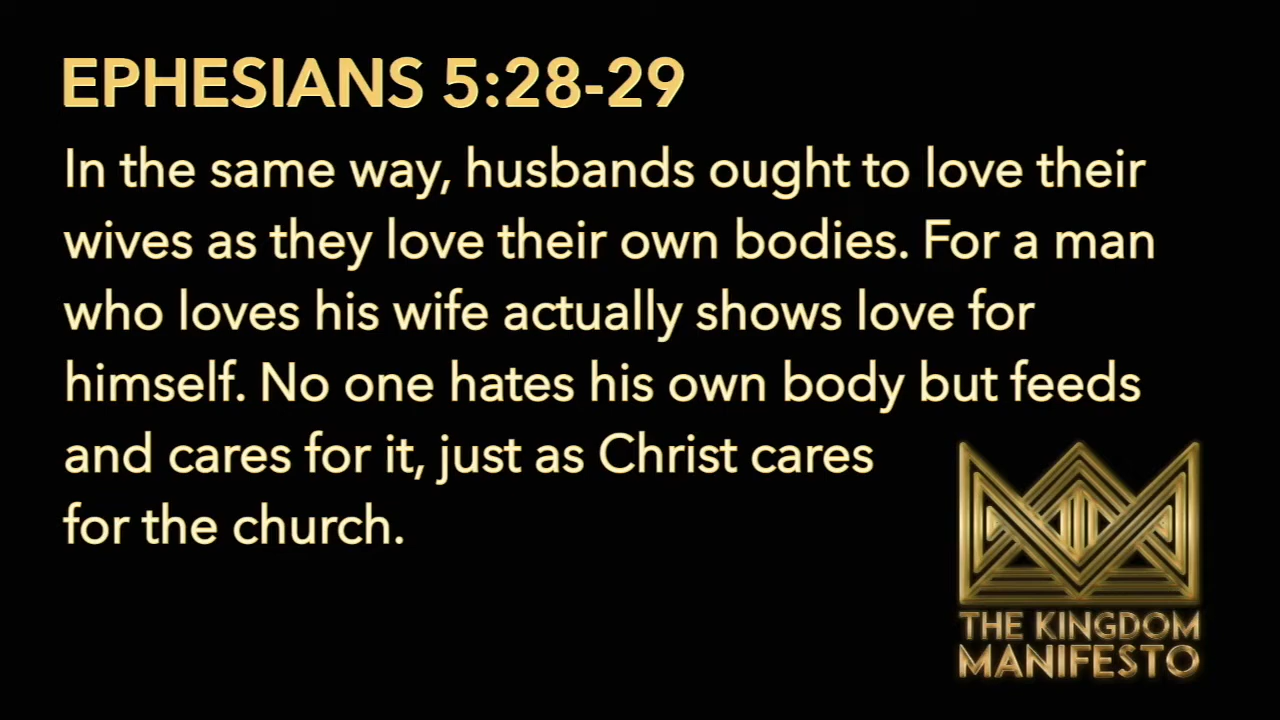 EPHESIANS 5:28-29
In the same way, husbands ought to love their
wives as they love their own bodies. For a man
who loves his wife actually shows love for
himself. No one hates his own body but feeds
and cares for it, just as Christ cares
for the church.
THE KINGDOM
MANIFESTO